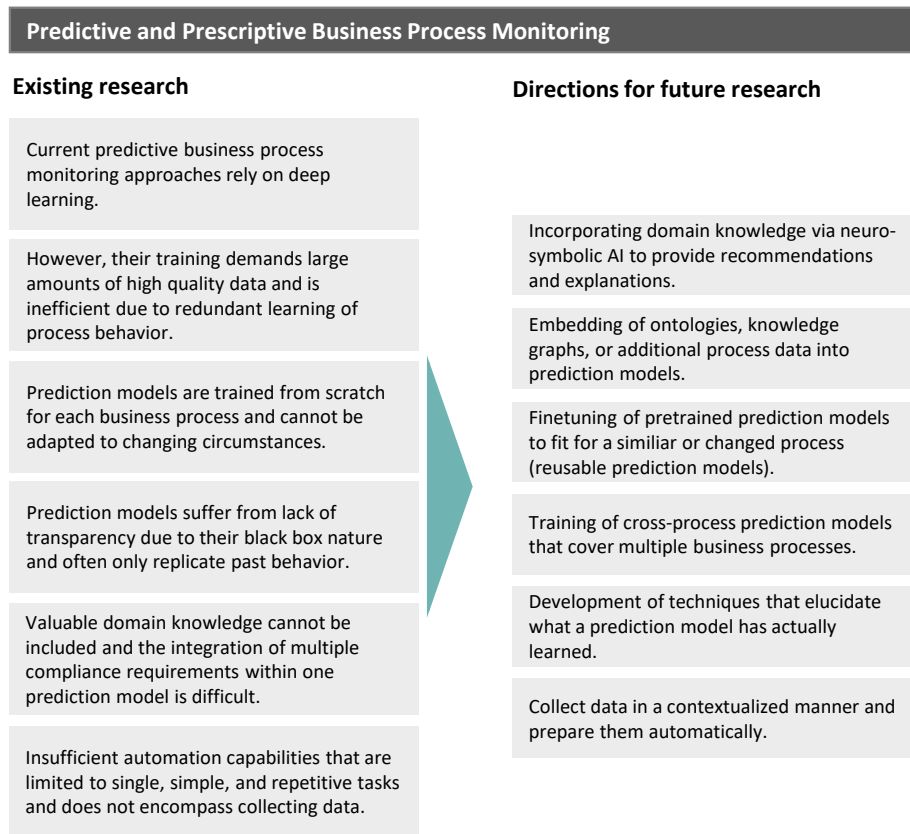 Predictive and Prescriptive Business Process Monitoring
Existing research
Current predictive business process
monitoring approaches rely on deep
learning.
However, their training demands large
amounts of high quality data and is
inefficient due to redundant learning of
process behavior.
Prediction models are trained from scratch
for each business process and cannot be
adapted to changing circumstances.
Prediction models suffer from lack of
transparency due to their black box nature
and often only replicate past behavior.
Valuable domain knowledge cannot be
included and the integration of multiple
compliance requirements within one
prediction model is difficult.
Insufficient automation capabilities that are
limited to single, simple, and repetitive tasks
and does not encompass collecting data.
Directions for future research
Incorporating domain knowledge via neuro-
symbolic AI to provide recommendations
and explanations.
Embedding of ontologies, knowledge
graphs, or additional process data into
prediction models.
Finetuning of pretrained prediction models
to fit for a similiar or changed process
(reusable prediction models).
Training of cross-process prediction models
that cover multiple business processes.
Development of techniques that elucidate
what a prediction model has actually
learned.
Collect data in a contextualized manner and
prepare them automatically.